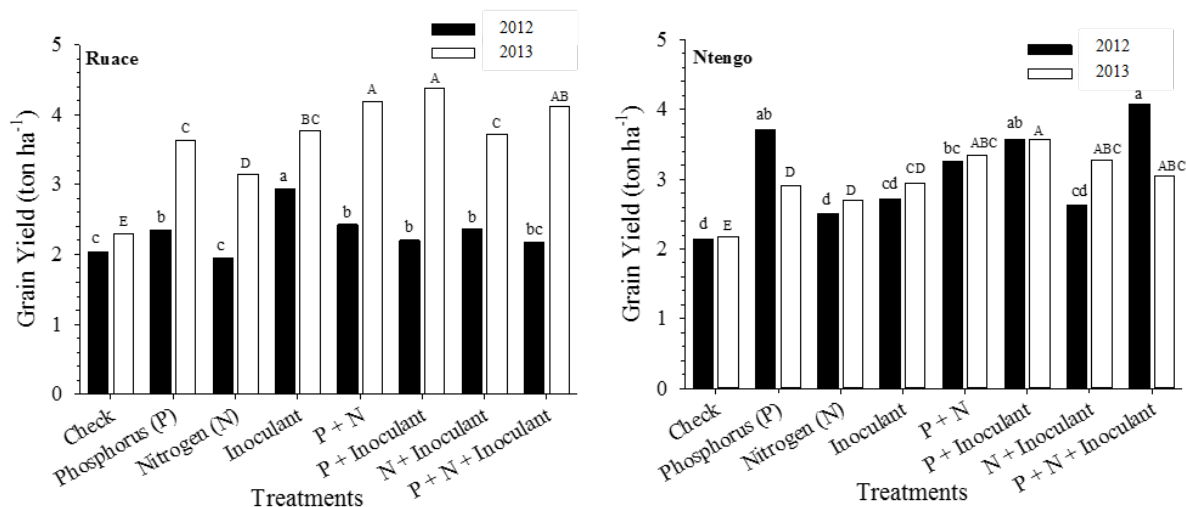 2012
2013
Ruace
5
4
3
2
1
0
Grain Yield (ton ha-1)
c E b C c D a BC b A b A b C bc AB
Check
Phosphorus (P)
Nitrogen (N)
Inoculant
P + N
P + Inoculant
N + Inoculant
P + N + Inoculant
Treatments
2012
2013
Ntengo
5
4
3
2
1
0
Grain Yield (ton ha-1)
d E ab D d D cd CD bc ABC ab A cd ABC a ABC
Check
Phosphorus (P)
Nitrogen (N)
Inoculant
P + N
P + Inoculant
N + Inoculant
P + N + Inoculant
Treatments